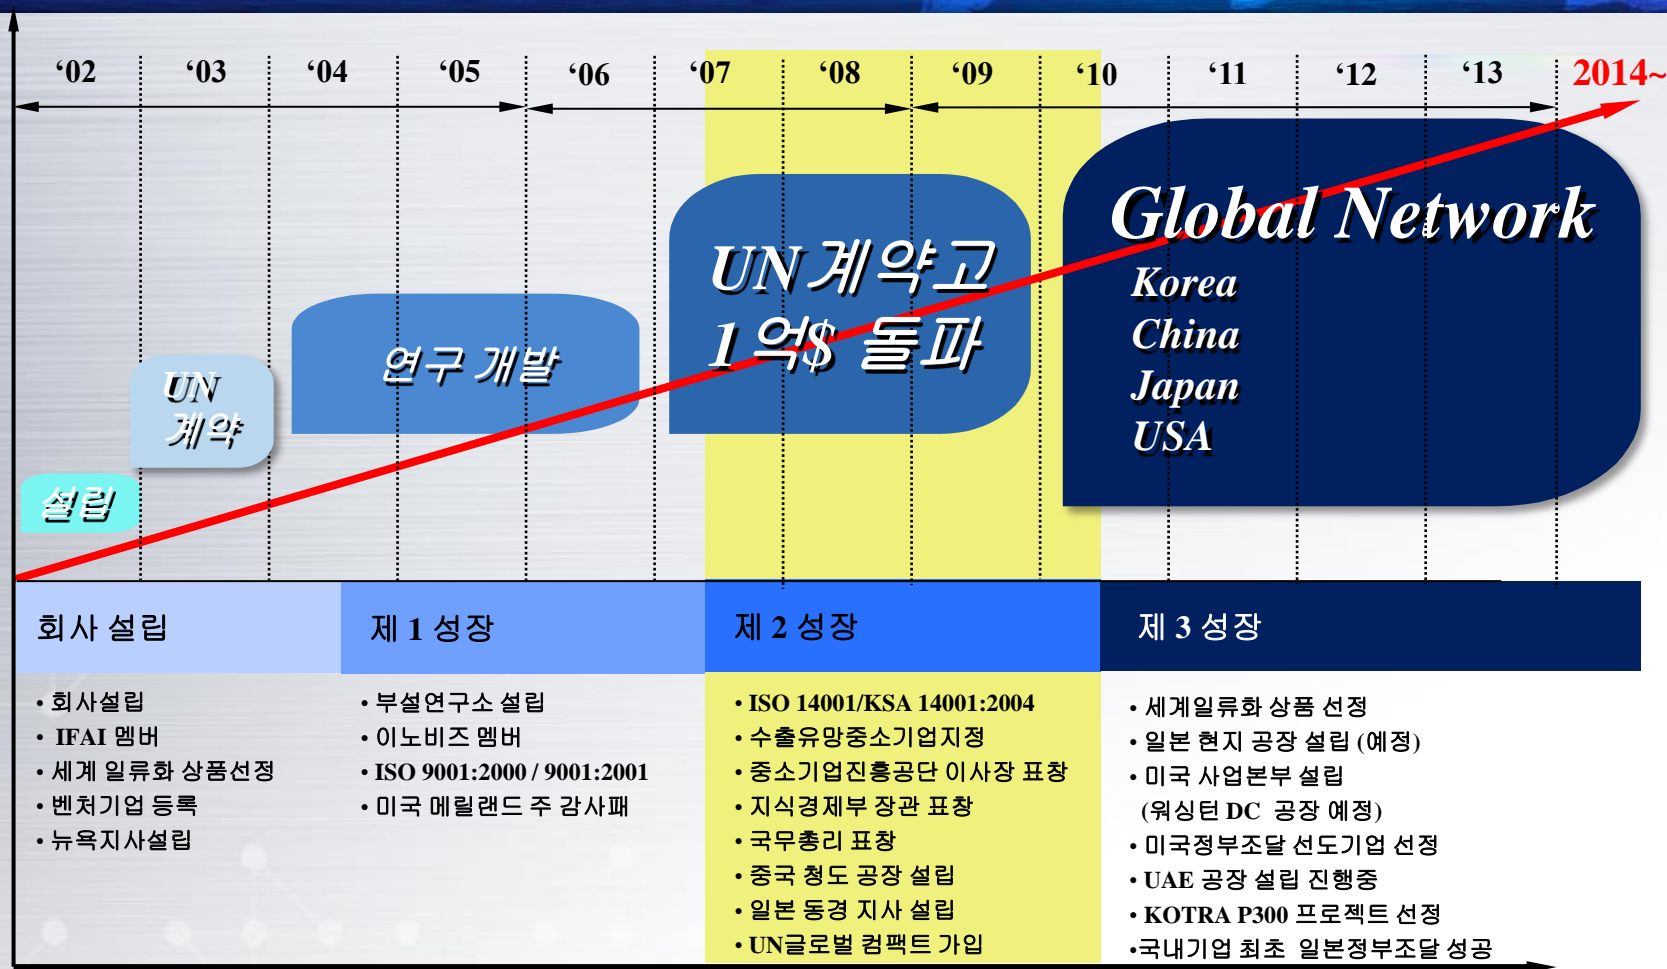 ‘02 ‘03 ‘04 ‘05 ‘06 ‘07 ‘08 ‘09 ‘10 ‘11 ‘12 ‘13 2014~
Global Network
Korea
China
Japan
USA
UN 계약고
1 억$ 돌파
연구 개발
UN
계약
설립
회사 설립
• 회사설립
• IFAI 멤버
• 세계 일류화 상품선정
• 벤처기업 등록
• 뉴욕지사설립
제 1 성장
• 부설연구소 설립
• 이노비즈 멤버
• ISO 9001:2000 / 9001:2001
• 미국 메릴랜드 주 감사패
제 2 성장
• ISO 14001/KSA 14001:2004
• 수출유망중소기업지정
• 중소기업진흥공단 이사장 표창
• 지식경제부 장관 표창
• 국무총리 표창
• 중국 청도 공장 설립
• 일본 동경 지사 설립
• UN글로벌 컴팩트 가입
제 3 성장
• 세계일류화 상품 선정
• 일본 현지 공장 설립 (예정)
• 미국 사업본부 설립
(워싱턴 DC 공장 예정)
• 미국정부조달 선도기업 선정
• UAE 공장 설립 진행중
• KOTRA P300 프로젝트 선정
•국내기업 최초 일본정부조달 성공